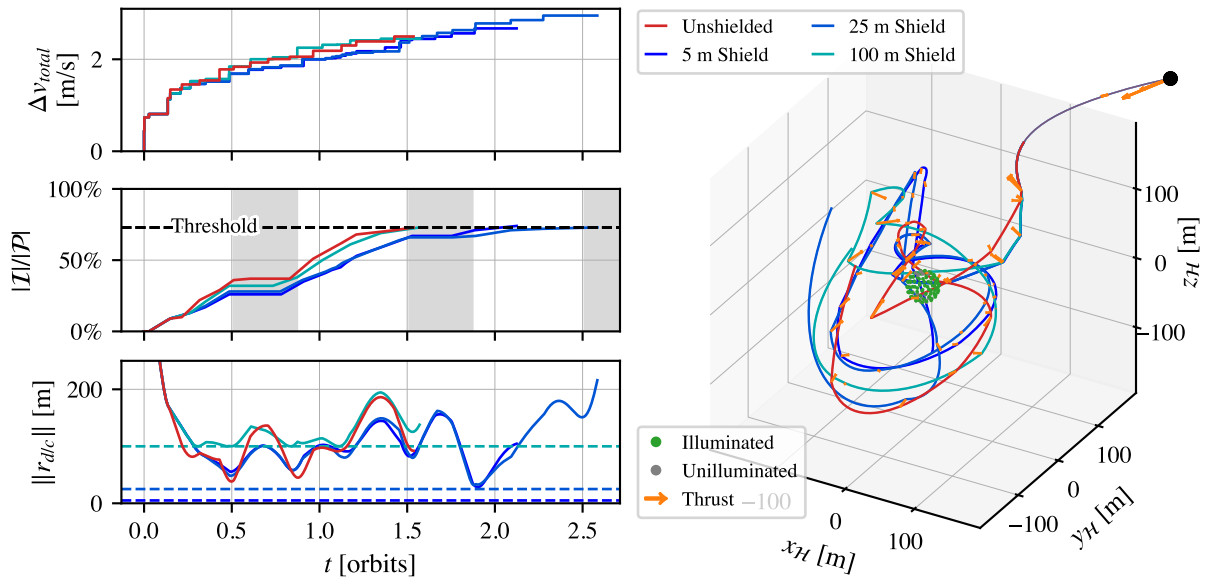 Δv_total
[m/s]
2
0
|I|/|P|
100%
50%
0%
Threshold
||r_d/c|| [m]
200
0
0.0 0.5 1.0 1.5 2.0 2.5
t [orbits]
Unshielded
5 m Shield
25 m Shield
100 m Shield
100
0
−100
z_H [m]
Illuminated
Unilluminated
Thrust
−100
0
100
x_H [m]
−100
0
100
y_H [m]